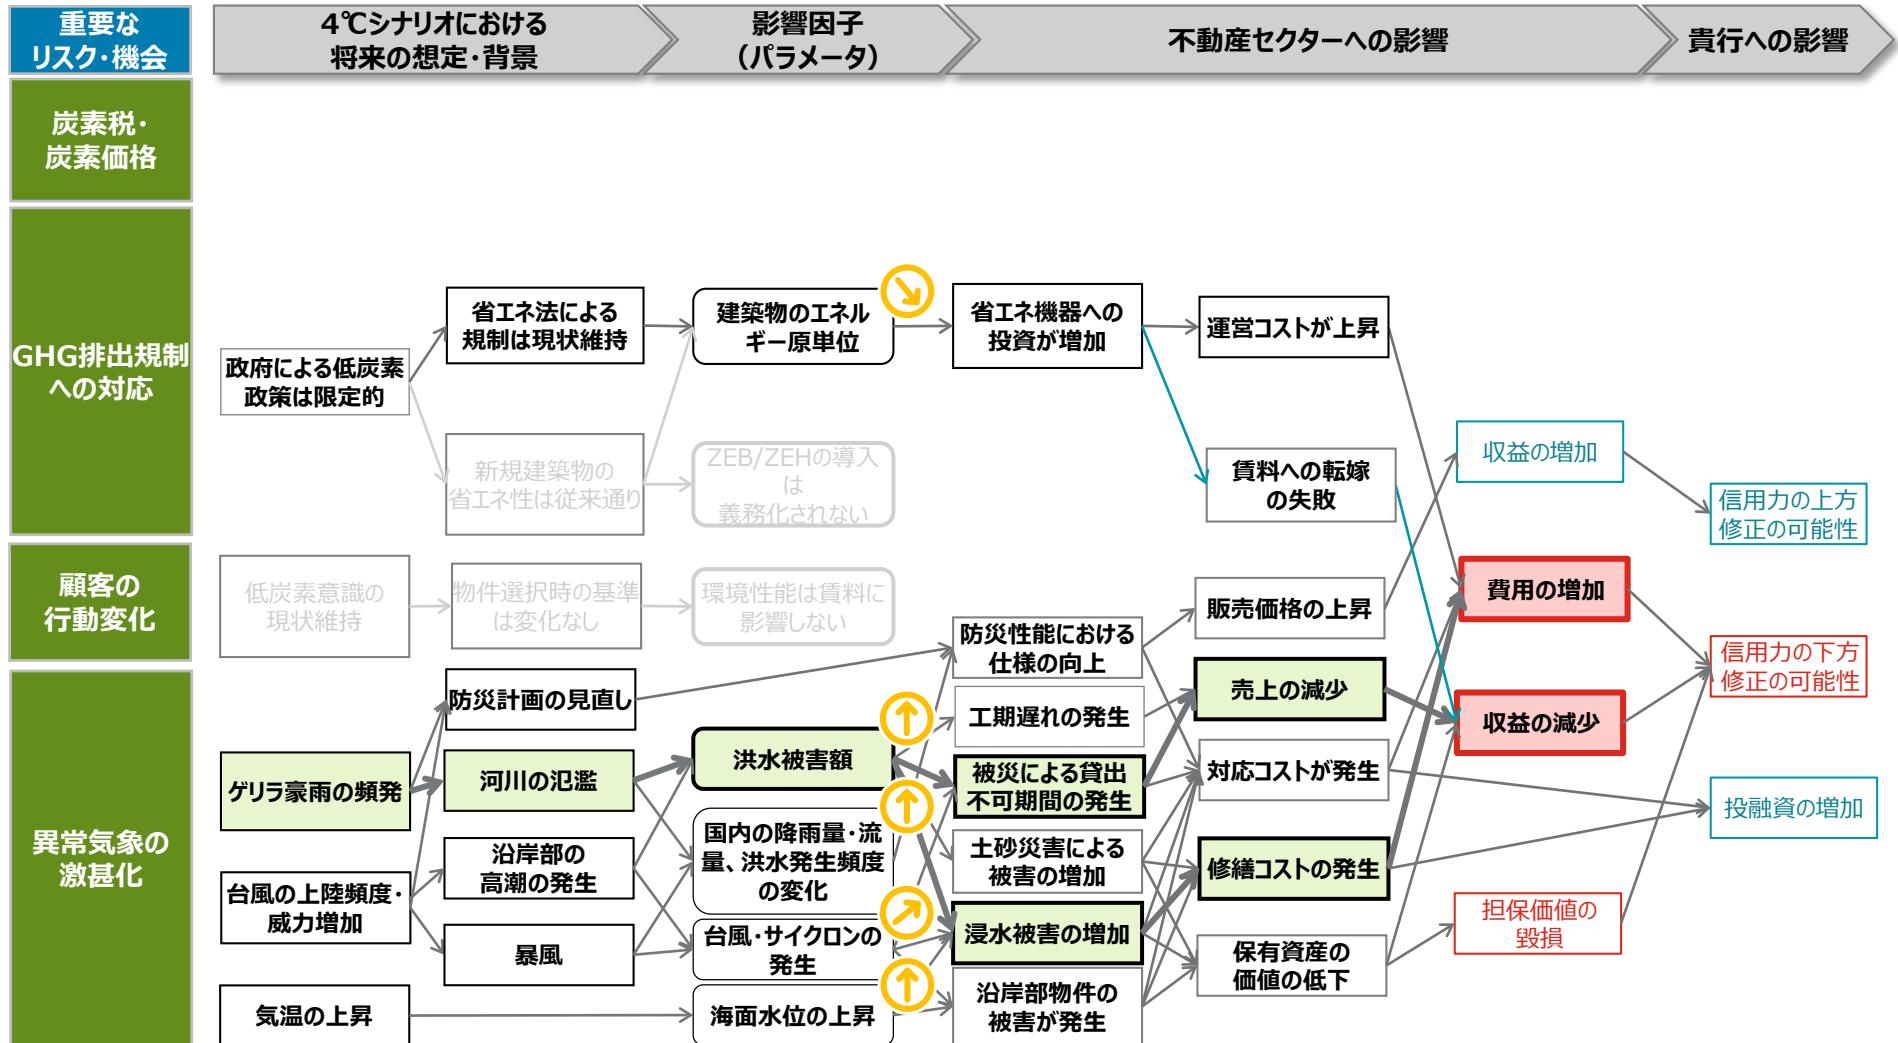 重要な
リスク・機会
4℃シナリオにおける
将来の想定・背景
影響因子
（パラメータ）
不動産セクターへの影響
貴行への影響
炭素税・
炭素価格
GHG排出規制
への対応
政府による低炭素
政策は限定的
省エネ法による
規制は現状維持
建築物のエネル
ギー原単位
省エネ機器への
投資が増加
運営コストが上昇
新規建築物の
省エネ性は従来通り
ZEB/ZEHの導入
は
義務化されない
賃料への転嫁
の失敗
収益の増加
信用力の上方
修正の可能性
顧客の
行動変化
低炭素意識の
現状維持
物件選択時の基準
は変化なし
環境性能は賃料に
影響しない
防災性能における
仕様の向上
販売価格の上昇
費用の増加
信用力の下方
修正の可能性
異常気象の
激甚化
防災計画の見直し
工期遅れの発生
売上の減少
収益の減少
ゲリラ豪雨の頻発
河川の氾濫
洪水被害額
被災による貸出
不可期間の発生
対応コストが発生
投融資の増加
台風の上陸頻度・
威力増加
沿岸部の
高潮の発生
国内の降雨量・流
量、洪水発生頻度
の変化
土砂災害による
被害の増加
修繕コストの発生
暴風
台風・サイクロンの
発生
浸水被害の増加
保有資産の
価値の低下
担保価値の
毀損
気温の上昇
海面水位の上昇
沿岸部物件の
被害が発生